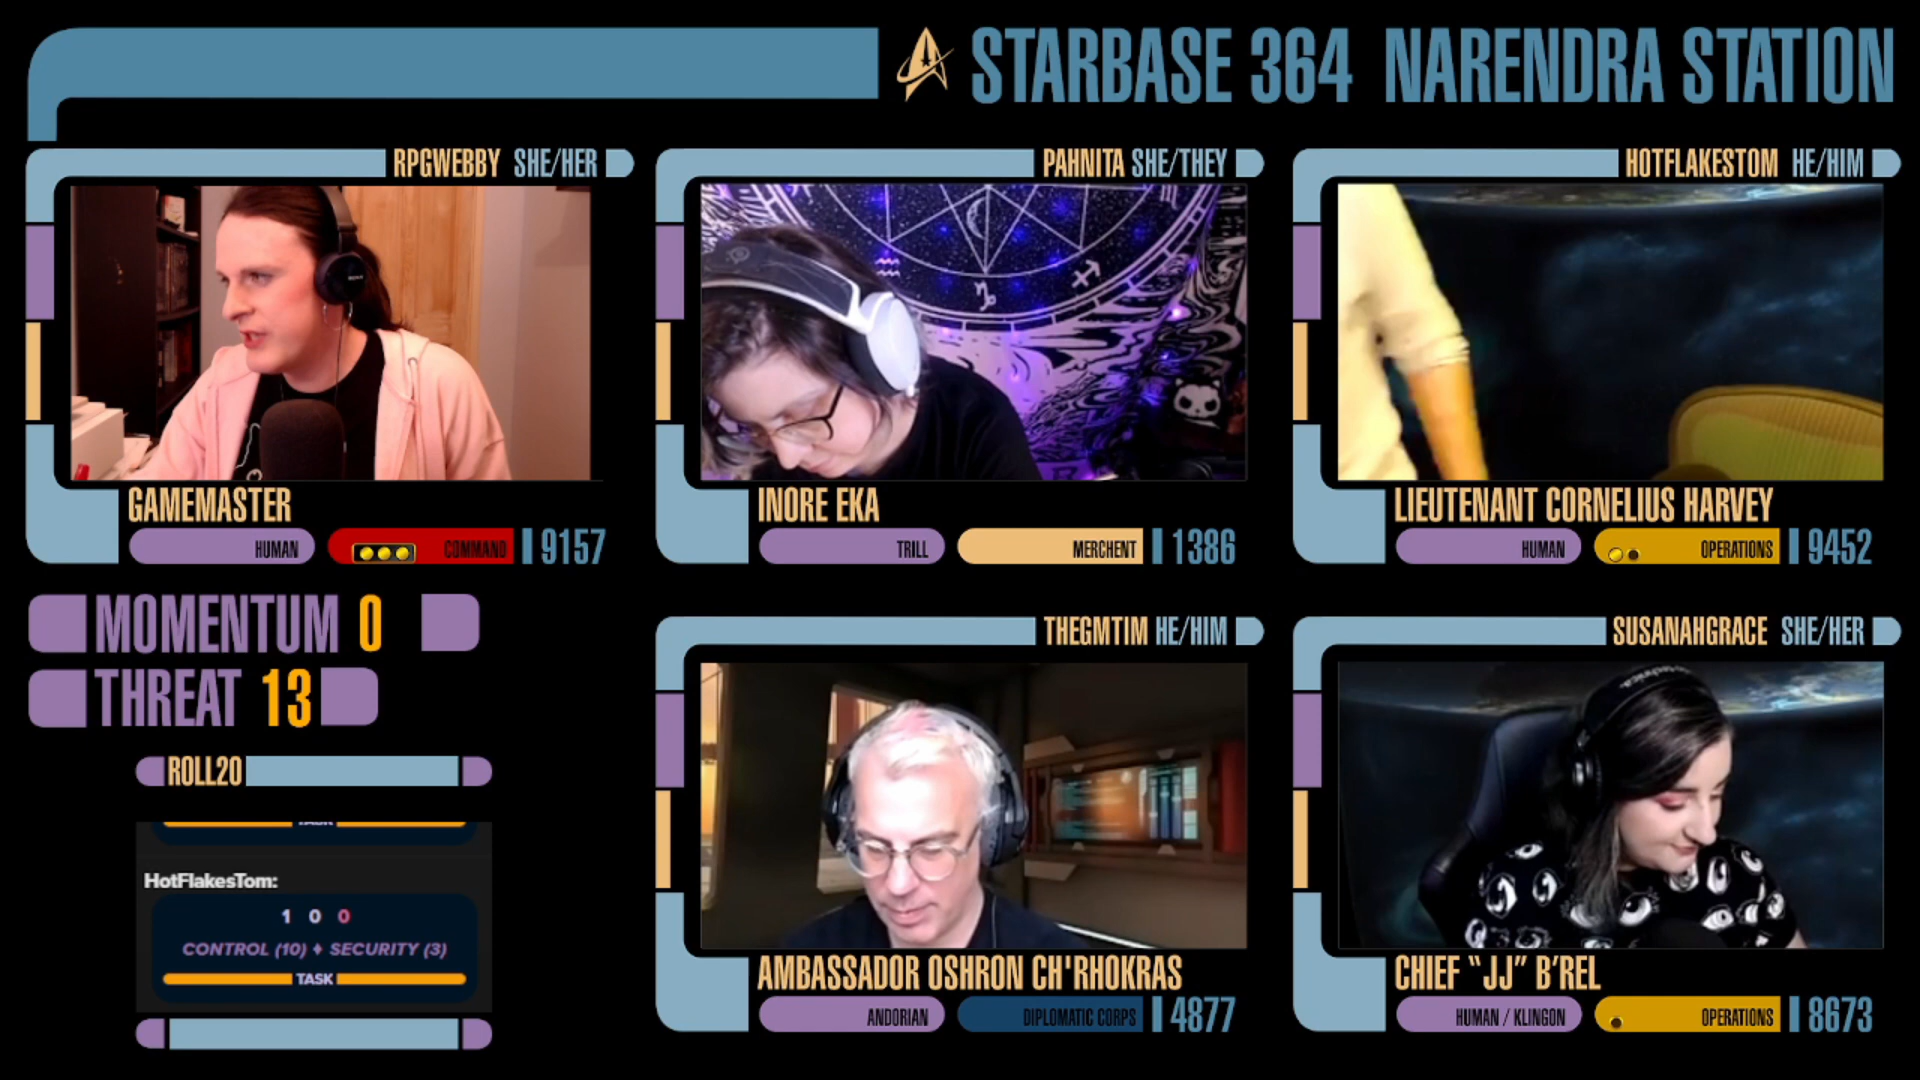 STARBASE 364 NARENDRA STATION
RPGWEBBY SHE/HER
PAHNITA SHE/THEY
HOTFLAKESTOM HE/HIM
GAMEMASTER
HUMAN
COMMAND
9157
INORE EKA
TRILL
MERCHENT
1386
LIEUTENANT CORNELIUS HARVEY
HUMAN
OPERATIONS
9452
MOMENTUM 0
THREAT 13
ROLL20
TASK
HotFlakesTom:
1 0 0
CONTROL (10) + SECURITY (3)
TASK
THEGMTIM HE/HIM
SUSANAHGRACE SHE/HER
AMBASSADOR OSHRON CH'RHOKRAS
ANDORIAN
DIPLOMATIC CORPS
4877
CHIEF “JJ” B’REL
HUMAN / KLINGON
OPERATIONS
8673